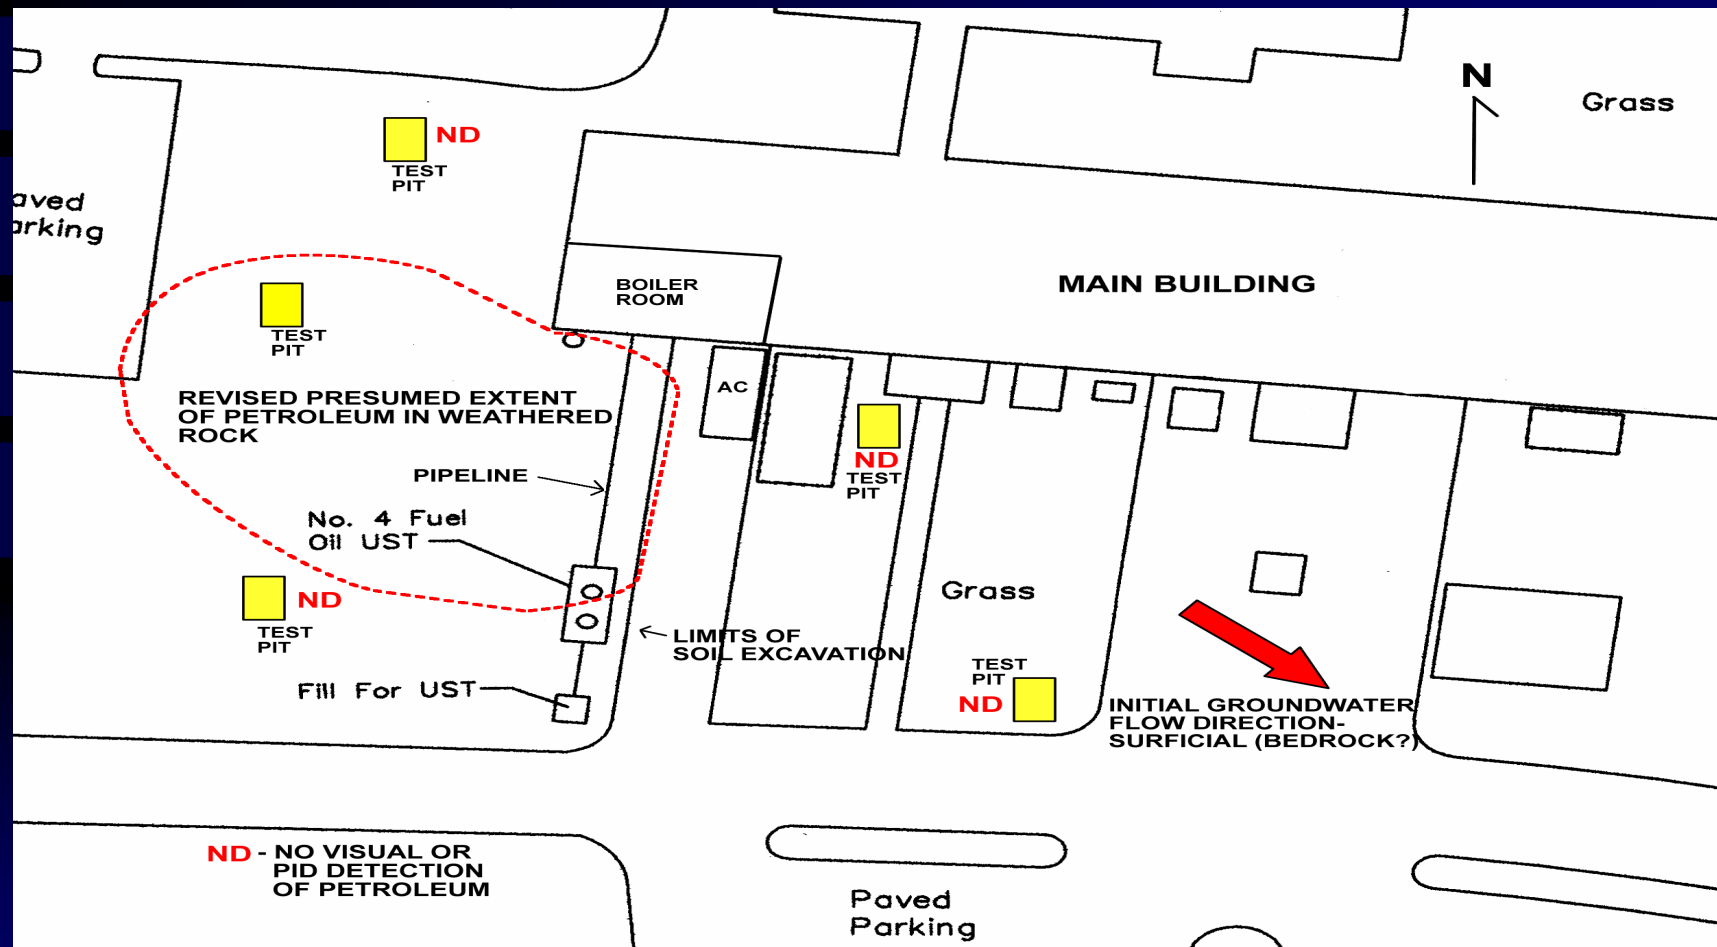 N
Grass
ND
TEST
PIT
aved
arking
BOILER
ROOM
MAIN BUILDING
TEST
PIT
AC
REVISED PRESUMED EXTENT
OF PETROLEUM IN WEATHERED
ROCK
ND
TEST
PIT
PIPELINE
No. 4 Fuel
Oil UST
Grass
ND
TEST
PIT
LIMITS OF
SOIL EXCAVATION
TEST
PIT
ND
Fill For UST
INITIAL GROUNDWATER
FLOW DIRECTION-
SURFICIAL (BEDROCK?)
ND - NO VISUAL OR
PID DETECTION
OF PETROLEUM
Paved
Parking